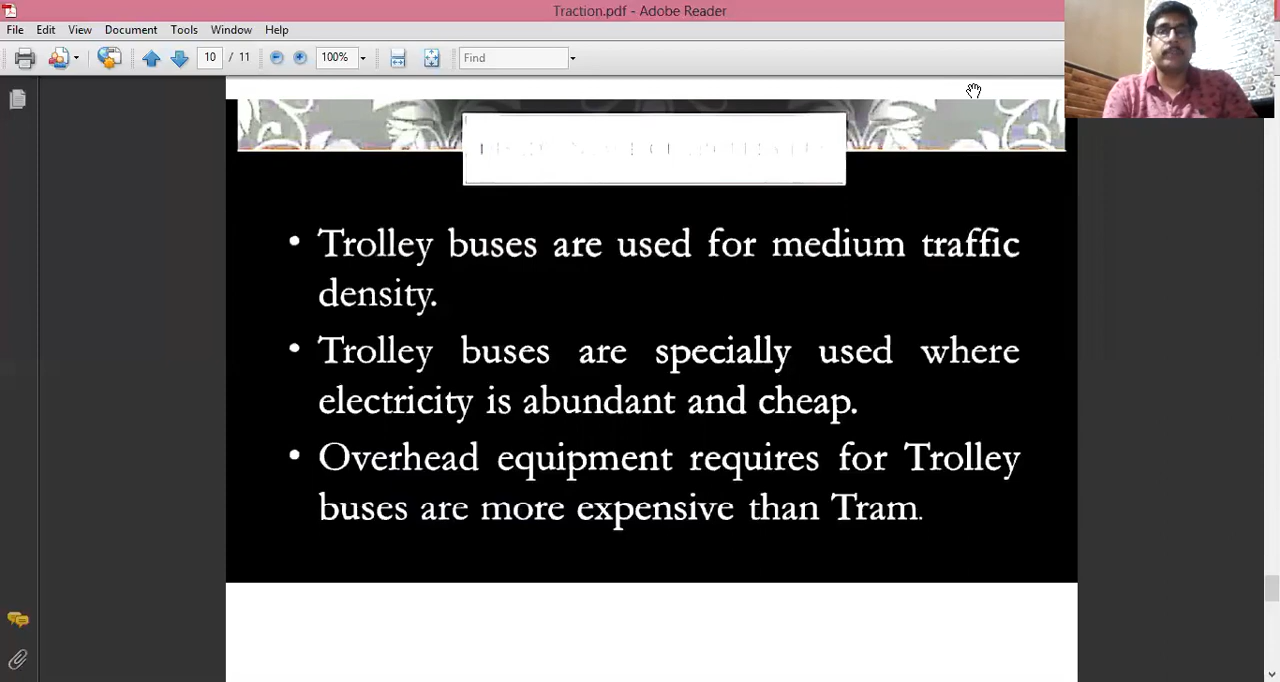 Traction.pdf - Adobe Reader
File Edit View Document Tools Window Help
10 / 11 100% Find
• Trolley buses are used for medium traffic
density.
• Trolley buses are specially used where
electricity is abundant and cheap.
• Overhead equipment requires for Trolley
buses are more expensive than Tram.